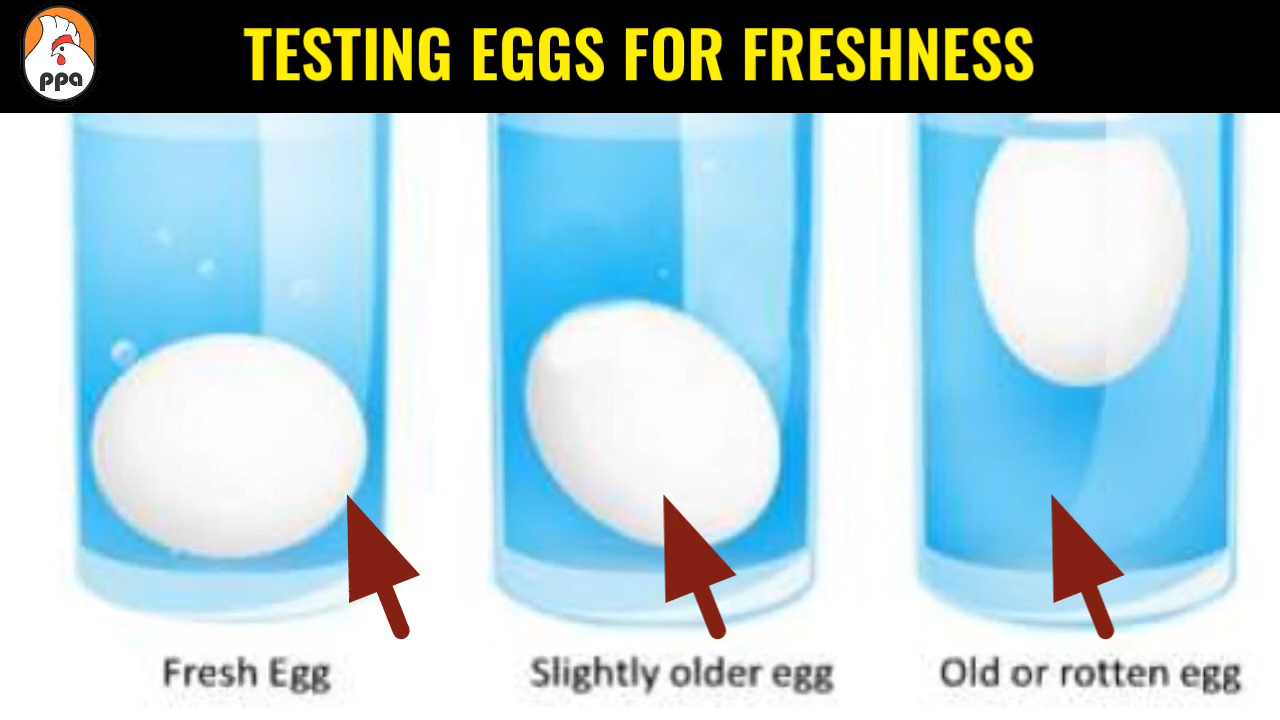 ppa
TESTING EGGS FOR FRESHNESS
Fresh Egg
Slightly older egg
Old or rotten egg